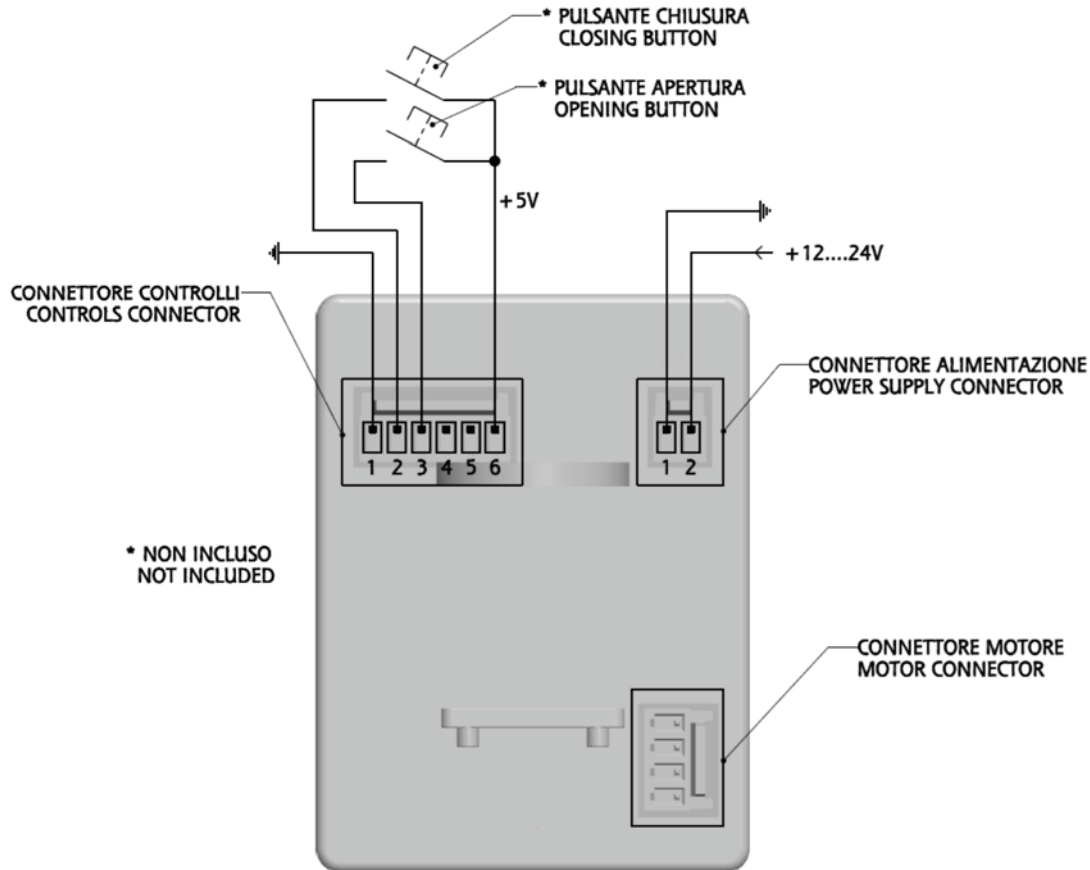 * PULSANTE CHIUSURA
CLOSING BUTTON
* PULSANTE APERTURA
OPENING BUTTON
+5V
+12....24V
CONNETTORE CONTROLLI
CONTROLS CONNECTOR
CONNETTORE ALIMENTAZIONE
POWER SUPPLY CONNECTOR
1 2 3 4 5 6
1 2
* NON INCLUSO
NOT INCLUDED
CONNETTORE MOTORE
MOTOR CONNECTOR